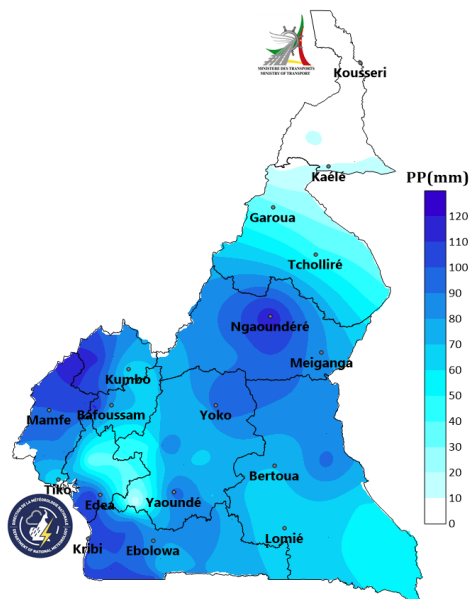 MINISTERE DES TRANSPORTS
MINISTRY OF TRANSPORT
Kousseri
Kaélé
PP(mm)
Garoua
Tcholliré
Ngaoundéré
Meiganga
Kumbo
Mamfe
Bafoussam
Yoko
Bertoua
Tiko
Edea
Yaoundé
Kribi
Ebolowa
Lomié
120
110
100
90
80
70
60
50
40
30
20
10
0